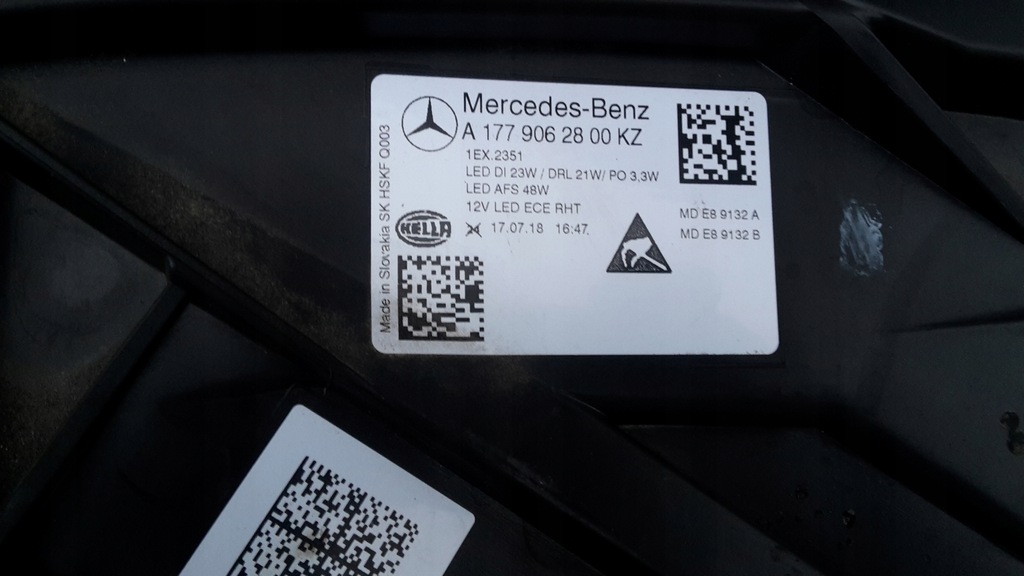 Mercedes-Benz
A 177 906 28 00 KZ
1EX.2351
LED DI 23W / DRL 21W/ PO 3,3W
LED AFS 48W
12V LED ECE RHT
17.07.18 16:47
MD E8 9132 A
MD E8 9132 B
HELLA
Made in Slovakia SK HSKF Q003